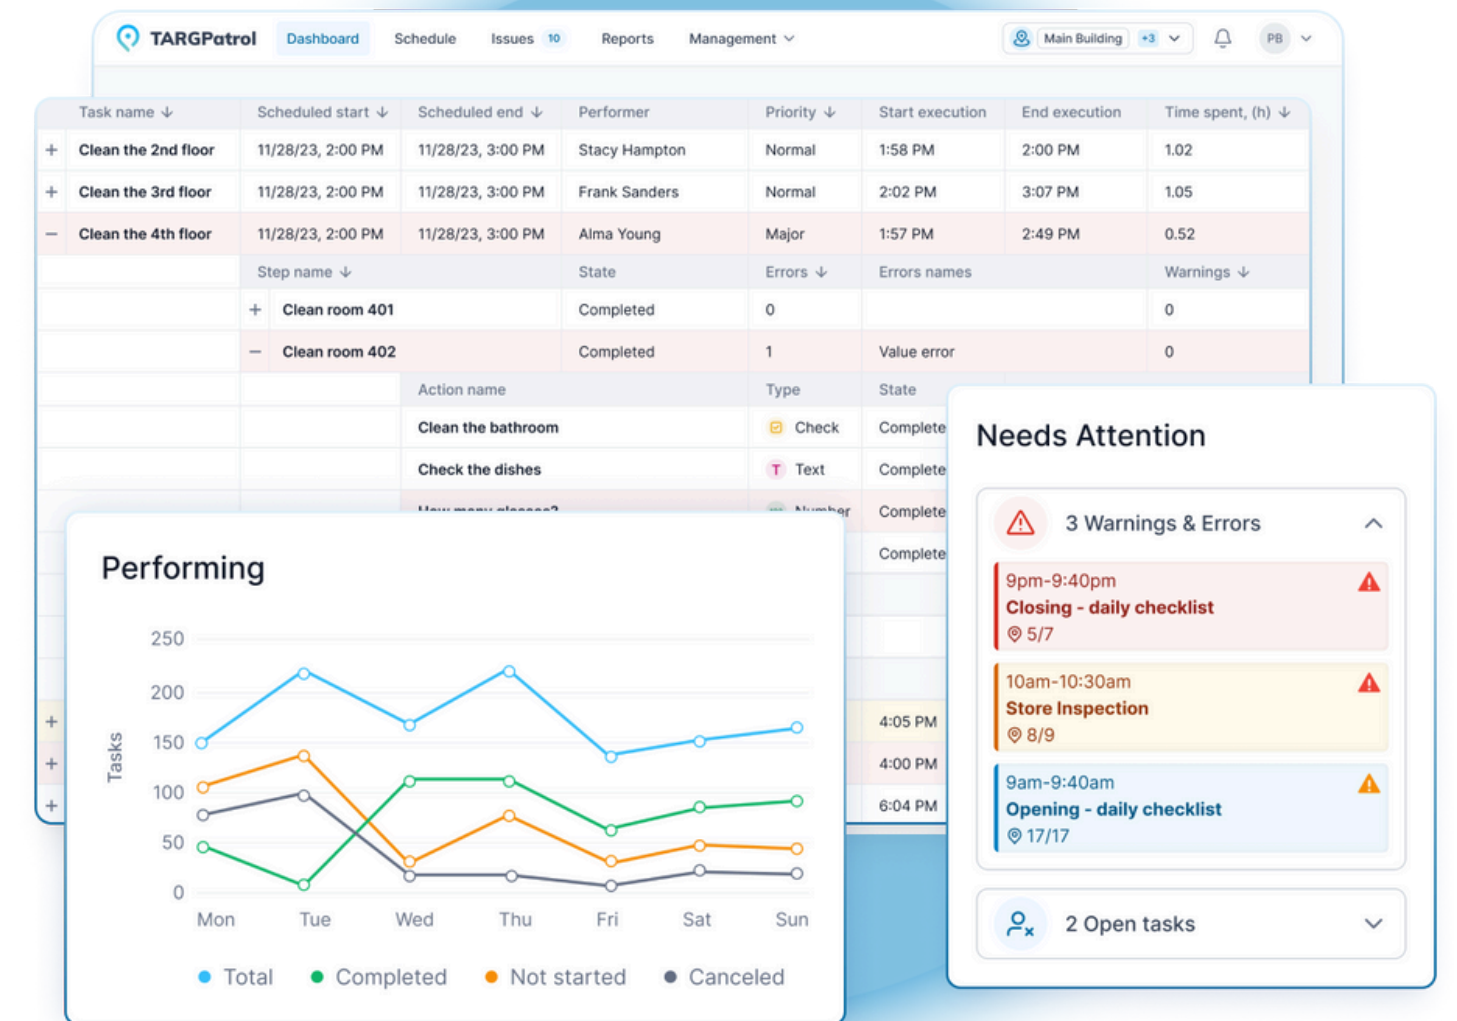 TARGPatrol Dashboard Schedule Issues 10 Reports Management Main Building +3 PB
Task name ↓ Scheduled start ↓ Scheduled end ↓ Performer Priority ↓ Start execution End execution Time spent, (h) ↓
+ Clean the 2nd floor 11/28/23, 2:00 PM 11/28/23, 3:00 PM Stacy Hampton Normal 1:58 PM 2:00 PM 1.02
+ Clean the 3rd floor 11/28/23, 2:00 PM 11/28/23, 3:00 PM Frank Sanders Normal 2:02 PM 3:07 PM 1.05
− Clean the 4th floor 11/28/23, 2:00 PM 11/28/23, 3:00 PM Alma Young Major 1:57 PM 2:49 PM 0.52
Step name ↓ State Errors ↓ Errors names Warnings ↓
+ Clean room 401 Completed 0 0
− Clean room 402 Completed 1 Value error 0
Action name Type State
Clean the bathroom Check Complete
Check the dishes T Text Complete
How many glasses? Number Complete
Complete
+ 4:05 PM
+ 4:00 PM
+ 6:04 PM
Performing
Tasks
250
200
150
100
50
0
Mon Tue Wed Thu Fri Sat Sun
Total Completed Not started Canceled
Needs Attention
3 Warnings & Errors
9pm-9:40pm
Closing - daily checklist
5/7
10am-10:30am
Store Inspection
8/9
9am-9:40am
Opening - daily checklist
17/17
2 Open tasks